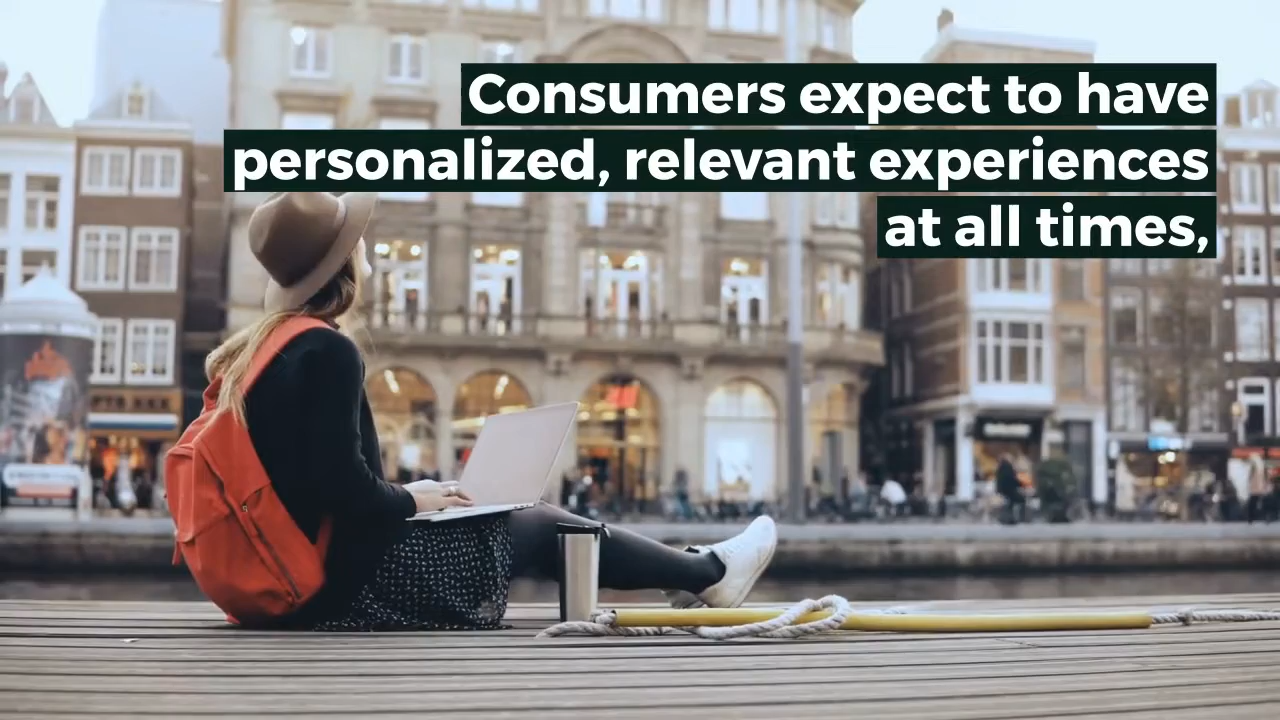 Consumers expect to have
personalized, relevant experiences
at all times,